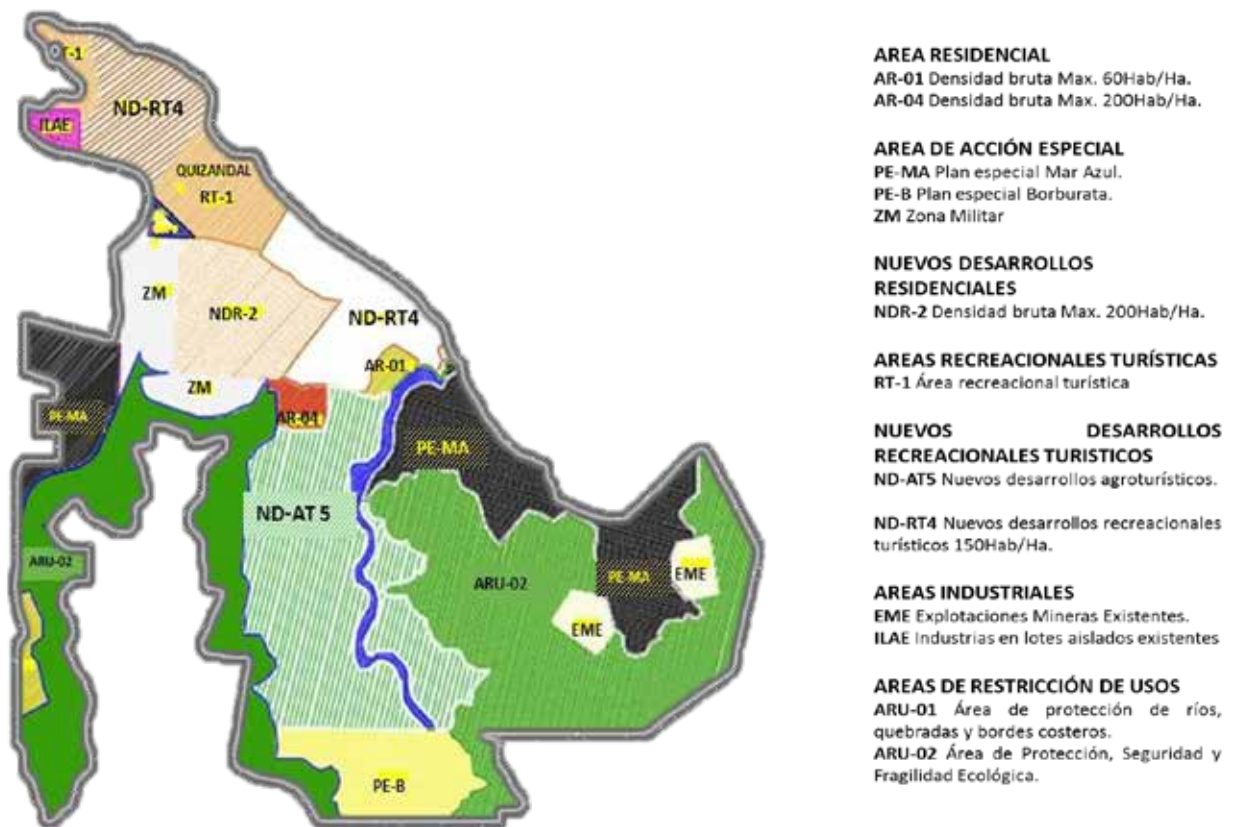 RT-1
ND-RT4
ILAE
QUIZANDAL
RT-1
ZM
NDR-2
ND-RT4
AR-01
ZM
AR-04
PE-MA
PE-MA
ND-AT 5
ARU-02
ARU-02
PE-MA
EME
EME
PE-B
AREA RESIDENCIAL
AR-01 Densidad bruta Max. 60Hab/Ha.
AR-04 Densidad bruta Max. 200Hab/Ha.
AREA DE ACCIÓN ESPECIAL
PE-MA Plan especial Mar Azul.
PE-B Plan especial Borburata.
ZM Zona Militar
NUEVOS DESARROLLOS
RESIDENCIALES
NDR-2 Densidad bruta Max. 200Hab/Ha.
AREAS RECREACIONALES TURÍSTICAS
RT-1 Área recreacional turística
NUEVOS DESARROLLOS
RECREACIONALES TURISTICOS
ND-AT5 Nuevos desarrollos agroturísticos.
ND-RT4 Nuevos desarrollos recreacionales
turísticos 150Hab/Ha.
AREAS INDUSTRIALES
EME Explotaciones Mineras Existentes.
ILAE Industrias en lotes aislados existentes
AREAS DE RESTRICCIÓN DE USOS
ARU-01 Área de protección de ríos,
quebradas y bordes costeros.
ARU-02 Área de Protección, Seguridad y
Fragilidad Ecológica.